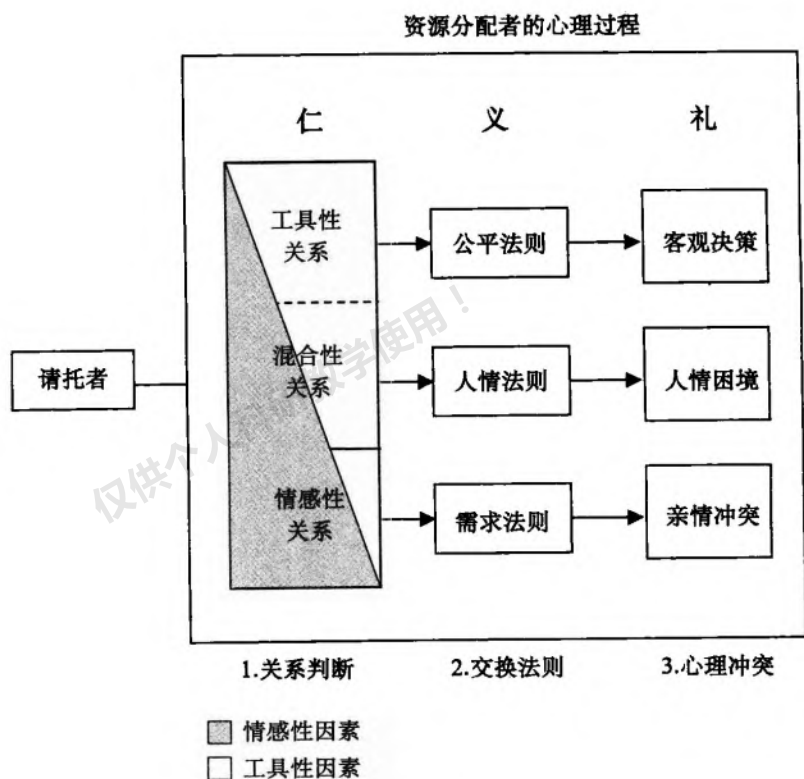 资源分配者的心理过程
仁 义 礼
工具性
关系
公平法则
客观决策
请托者
混合性
关系
人情法则
人情困境
情感性
关系
需求法则
亲情冲突
1.关系判断 2.交换法则 3.心理冲突
情感性因素
工具性因素